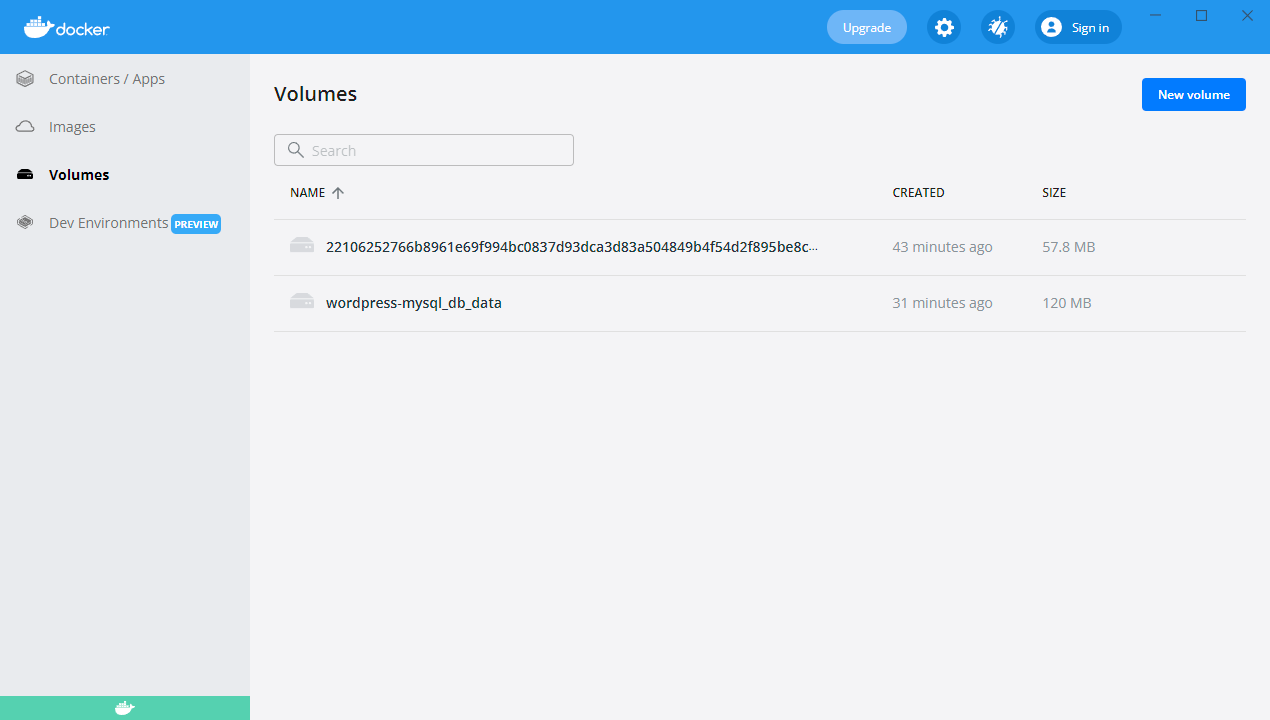 docker
Upgrade
Sign in
Containers / Apps
Images
Volumes
Dev Environments PREVIEW
Volumes
New volume
Search
NAME CREATED SIZE
22106252766b8961e69f994bc0837d93dca3d83a504849b4f54d2f895be8c... 43 minutes ago 57.8 MB
wordpress-mysql_db_data 31 minutes ago 120 MB